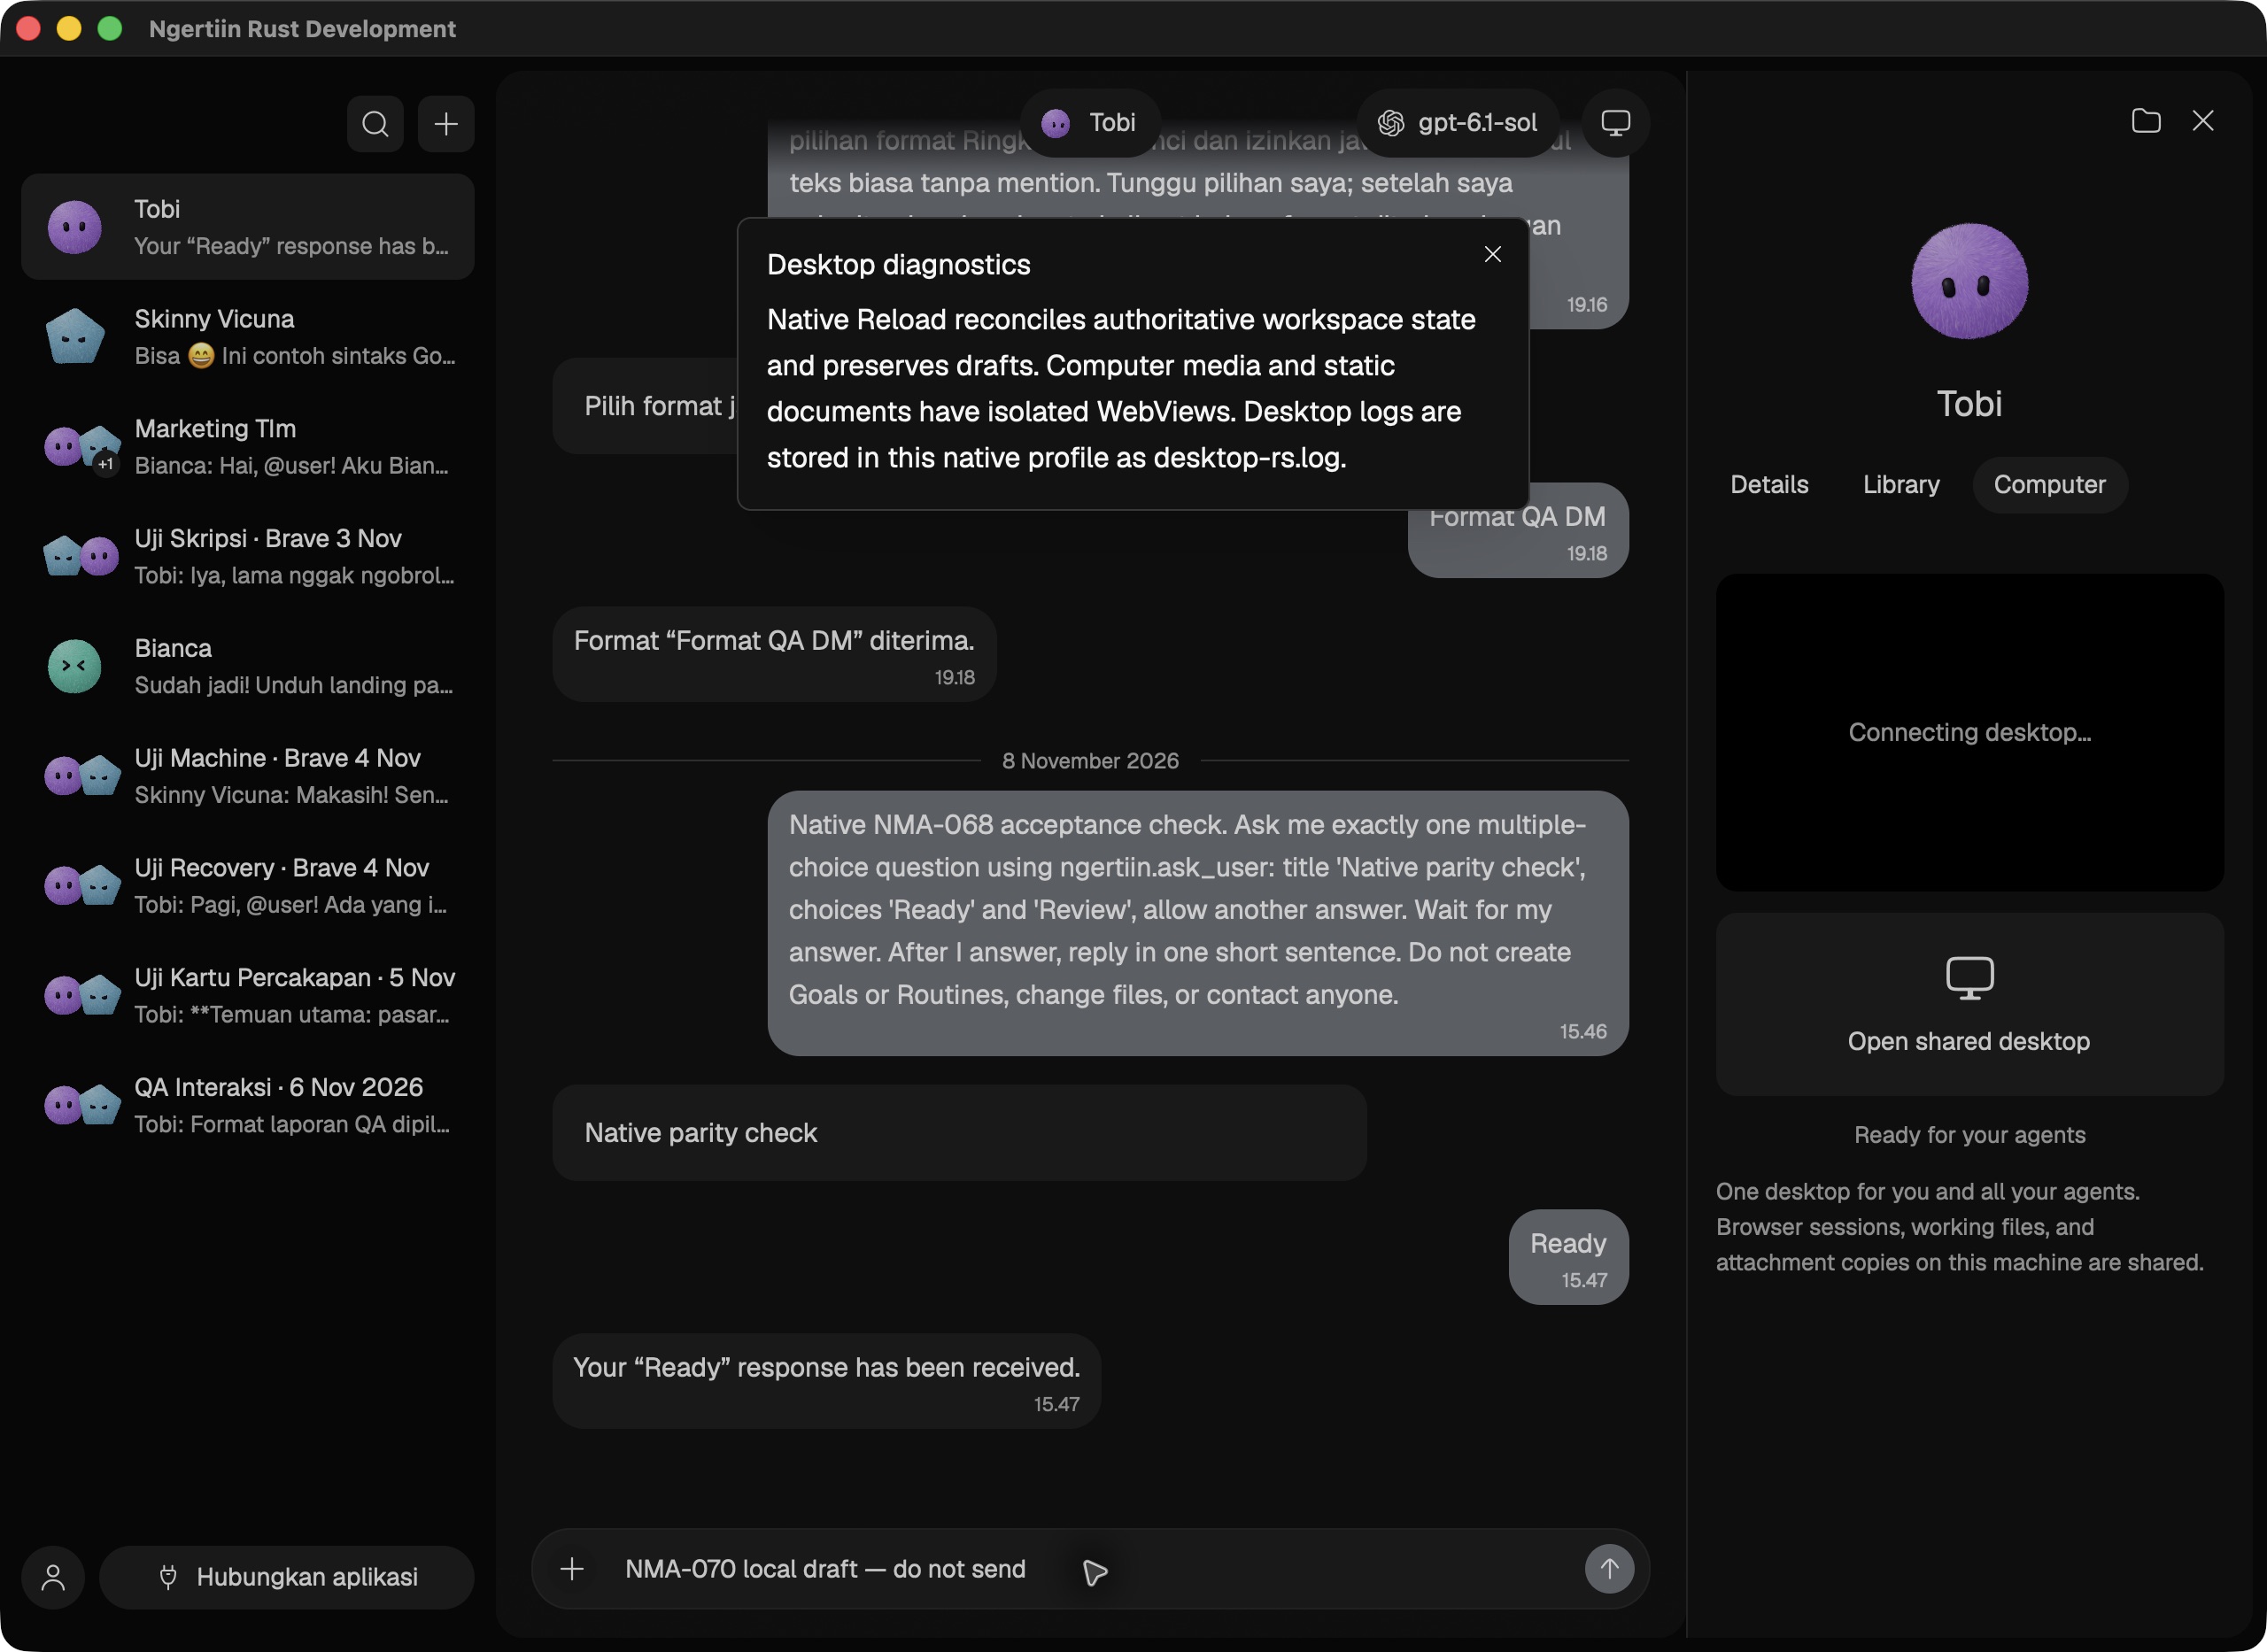 Ngertiin Rust Development
Tobi
Your “Ready” response has b...
Skinny Vicuna
Bisa 😄 Ini contoh sintaks Go...
Marketing TIm
Bianca: Hai, @user! Aku Bian...
+1
Uji Skripsi · Brave 3 Nov
Tobi: Iya, lama nggak ngobrol...
Bianca
Sudah jadi! Unduh landing pa...
Uji Machine · Brave 4 Nov
Skinny Vicuna: Makasih! Sen...
Uji Recovery · Brave 4 Nov
Tobi: Pagi, @user! Ada yang i...
Uji Kartu Percakapan · 5 Nov
Tobi: **Temuan utama: pasar...
QA Interaksi · 6 Nov 2026
Tobi: Format laporan QA dipil...
Hubungkan aplikasi
Tobi
gpt-6.1-sol
pilihan format dan izinkan
teks biasa tanpa mention. Tunggu pilihan saya; setelah saya
19.16
Desktop diagnostics
Native Reload reconciles authoritative workspace state
and preserves drafts. Computer media and static
documents have isolated WebViews. Desktop logs are
stored in this native profile as desktop-rs.log.
Pilih format
Format QA DM
19.18
Format “Format QA DM” diterima.
19.18
8 November 2026
Native NMA-068 acceptance check. Ask me exactly one multiple-
choice question using ngertiin.ask_user: title 'Native parity check',
choices 'Ready' and 'Review', allow another answer. Wait for my
answer. After I answer, reply in one short sentence. Do not create
Goals or Routines, change files, or contact anyone.
15.46
Native parity check
Ready
15.47
Your “Ready” response has been received.
15.47
NMA-070 local draft — do not send
Tobi
Details
Library
Computer
Connecting desktop...
Open shared desktop
Ready for your agents
One desktop for you and all your agents.
Browser sessions, working files, and
attachment copies on this machine are shared.